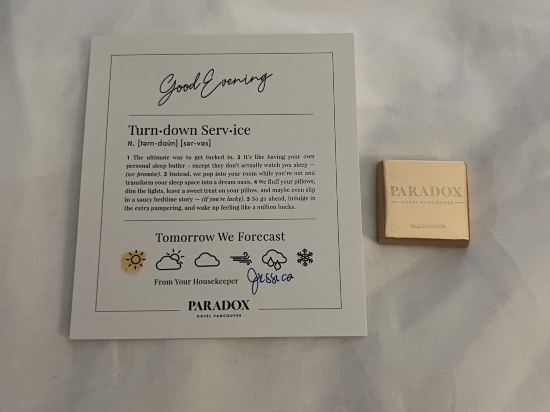 Good Evening
Turn·down Serv·ice
n. [tərn-daůn] [sər-vəs]
1 The ultimate way to get tucked in. 2 It's like having your own
personal sleep butler – except they don't actually watch you sleep –
(we promise). 3 Instead, we pop into your room while you're out and
transform your sleep space into a dream oasis. 4 We fluff your pillows,
dim the lights, leave a sweet treat on your pillow, and maybe even slip
in a saucy bedtime story – (if you're lucky). 5 So go ahead, indulge in
the extra pampering, and wake up feeling like a million bucks.
Tomorrow We Forecast
From Your Housekeeper Jessica
PARADOX
HOTEL VANCOUVER
PARADOX
HOTEL VANCOUVER